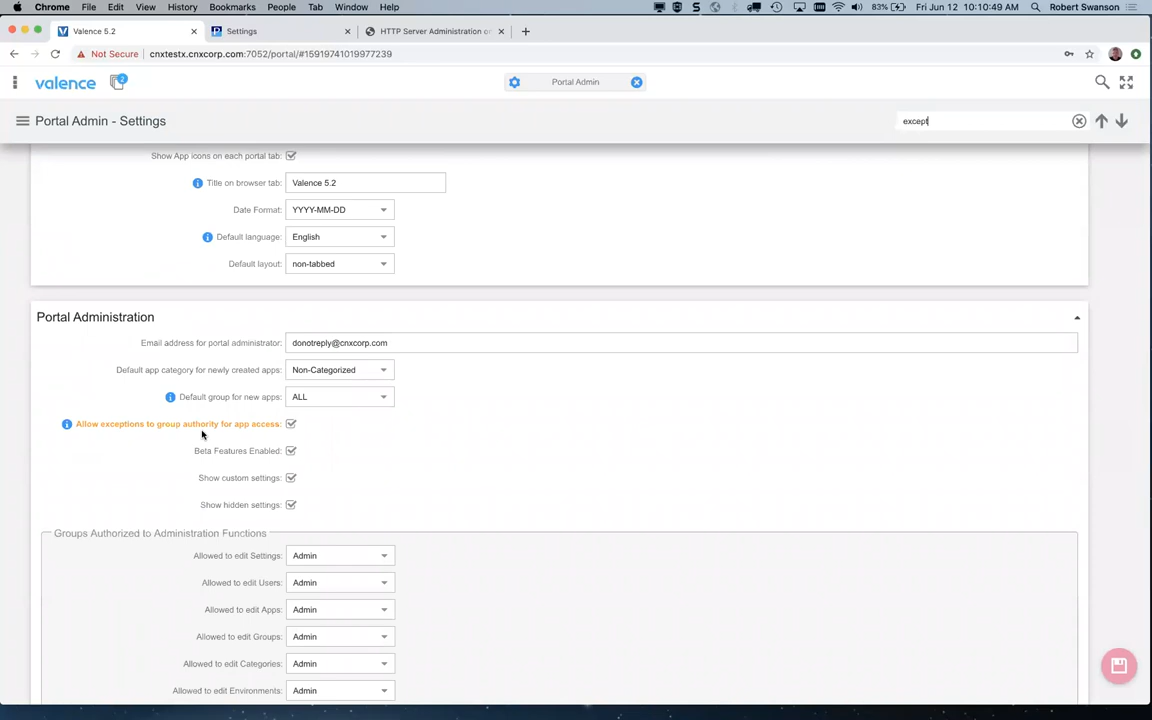 Chrome File Edit View History Bookmarks People Tab Window Help 83% Fri Jun 12 10:10:49 AM Robert Swanson
Valence 5.2 Settings HTTP Server Administration o
Not Secure cnxtestx.cnxcorp.com:7052/portal/#15919741019977239
valence 2 Portal Admin
Portal Admin - Settings except
Show App icons on each portal tab:
Title on browser tab: Valence 5.2
Date Format: YYYY-MM-DD
Default language: English
Default layout: non-tabbed
Portal Administration
Email address for portal administrator: donotreply@cnxcorp.com
Default app category for newly created apps: Non-Categorized
Default group for new apps: ALL
Allow exceptions to group authority for app access:
Beta Features Enabled:
Show custom settings:
Show hidden settings:
Groups Authorized to Administration Functions
Allowed to edit Settings: Admin
Allowed to edit Users: Admin
Allowed to edit Apps: Admin
Allowed to edit Groups: Admin
Allowed to edit Categories: Admin
Allowed to edit Environments: Admin